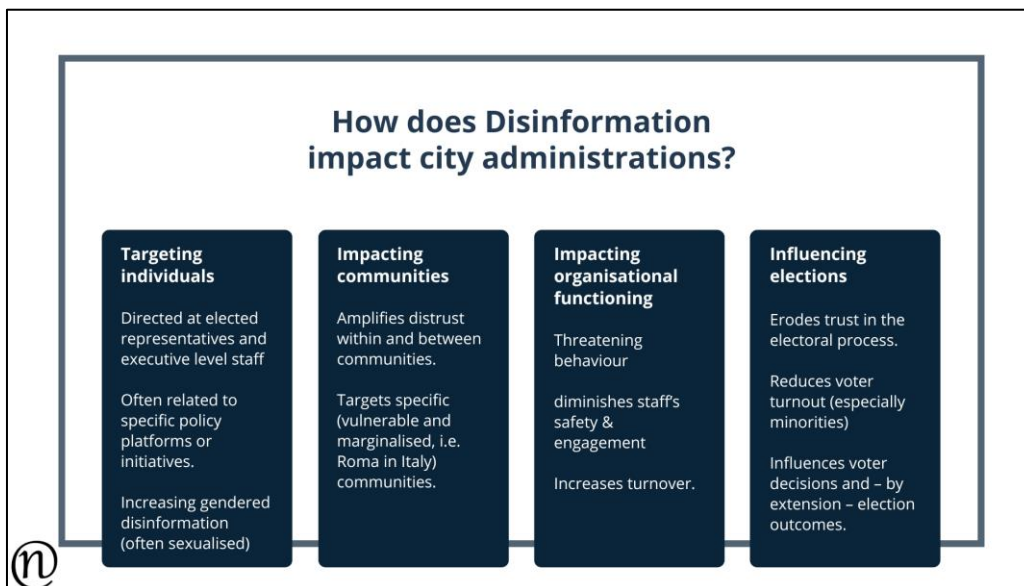 How does Disinformation
impact city administrations?
Targeting
individuals
Directed at elected
representatives and
executive level staff
Often related to
specific policy
platforms or
initiatives.
Increasing gendered
disinformation
(often sexualised)
Impacting
communities
Amplifies distrust
within and between
communities.
Targets specific
(vulnerable and
marginalised, i.e.
Roma in Italy)
communities.
Impacting
organisational
functioning
Threatening
behaviour
diminishes staff’s
safety &
engagement
Increases turnover.
Influencing
elections
Erodes trust in the
electoral process.
Reduces voter
turnout (especially
minorities)
Influences voter
decisions and – by
extension – election
outcomes.
n